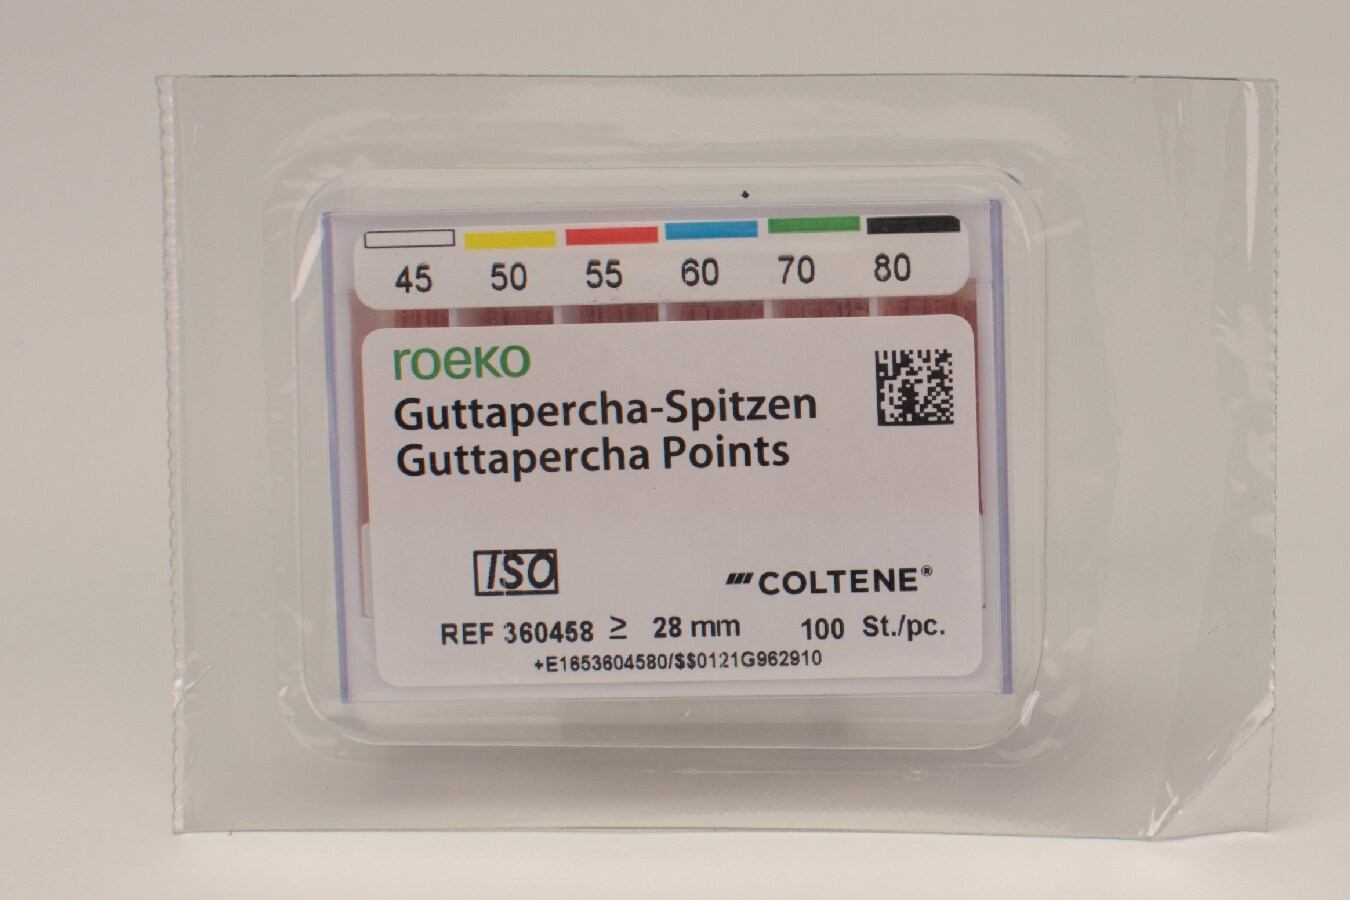 45 50 55 60 70 80
roeko
Guttapercha-Spitzen
Guttapercha Points
ISO
COLTENE®
REF 360458 ≥ 28 mm 100 St./pc.
+E1653604580/$$0121G962910